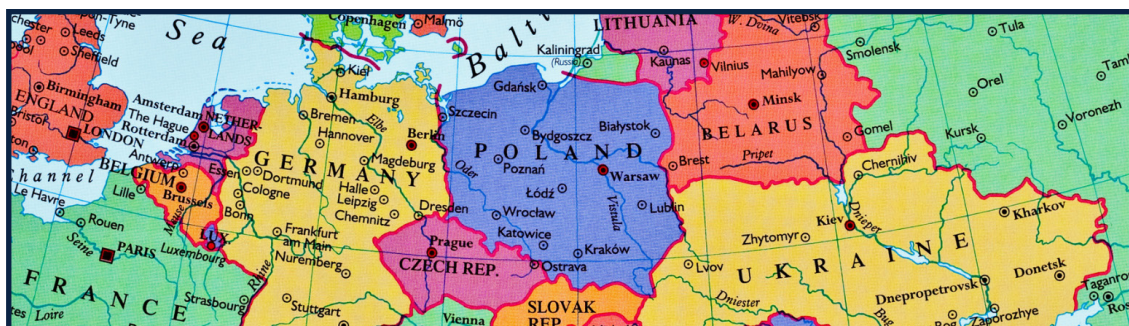 Copenhagen
Malmö
Sea
Balti
LITHUANIA
W. Dvina
Vitebsk
Tula
Leeds
Sheffield
Kiel
Kaliningrad
(Russia)
Kaunas
Vilnius
Smolensk
Mahilyow
Orel
Birmingham
ENGLAND
Bristol
LONDON
Amsterdam
The Hague
Rotterdam
NETHER-
LANDS
Hamburg
Bremen
Elbe
Hannover
Berlin
Szczecin
Gdańsk
Bydgoszcz
Białystok
Minsk
BELARUS
Gomel
Kursk
Voronezh
Channel
Antwerp
BELGIUM
Brussels
Lille
Essen
Dortmund
Cologne
Bonn
GERMANY
Magdeburg
Halle
Leipzig
Chemnitz
Dresden
Oder
POLAND
Poznań
Warsaw
Łódź
Wrocław
Vistula
Lublin
Brest
Pripet
Chernihiv
Le Havre
Rouen
Seine
PARIS
Meuse
LUX.
Luxembourg
Frankfurt
am Main
Nuremberg
Rhine
Prague
CZECH REP.
Katowice
Kraków
Ostrava
Zhytomyr
Kiev
Dnieper
Kharkov
Lvov
UKRAINE
Donetsk
Dnepropetrovsk
Zaporozhye
Taganrog
FRANCE
Loire
Strasbourg
Stuttgart
Vienna
SLOVAK
REP.
Dniester
Bug